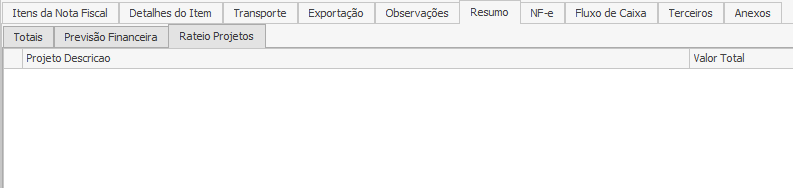 Itens da Nota Fiscal Detalhes do Item Transporte Exportação Observações Resumo NF-e Fluxo de Caixa Terceiros Anexos
Totais Previsão Financeira Rateio Projetos
Projeto Descricao Valor Total